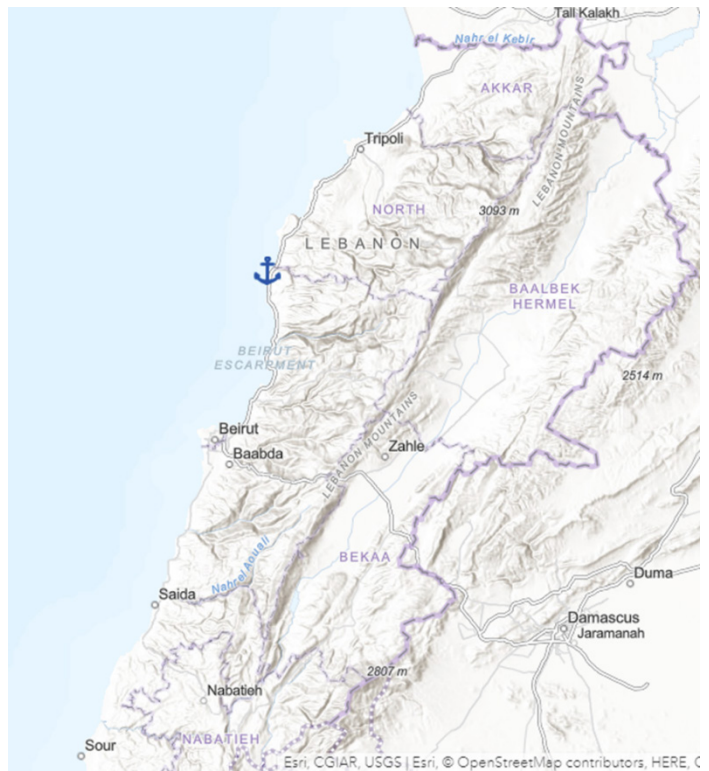 Tall Kalakh
Nahr el Kebir
AKKAR
LEBANON MOUNTAINS
Tripoli
NORTH
3093 m
LEBANON
BAALBEK
HERMEL
BEIRUT
ESCARPMENT
2514 m
LEBANON MOUNTAINS
Beirut
Zahle
Baabda
Nahr el Aouali
BEKAA
Duma
Saida
Damascus
Jaramanah
2807 m
Nabatieh
NABATIEH
Sour
Esri, CGIAR, USGS | Esri, © OpenStreetMap contributors, HERE,